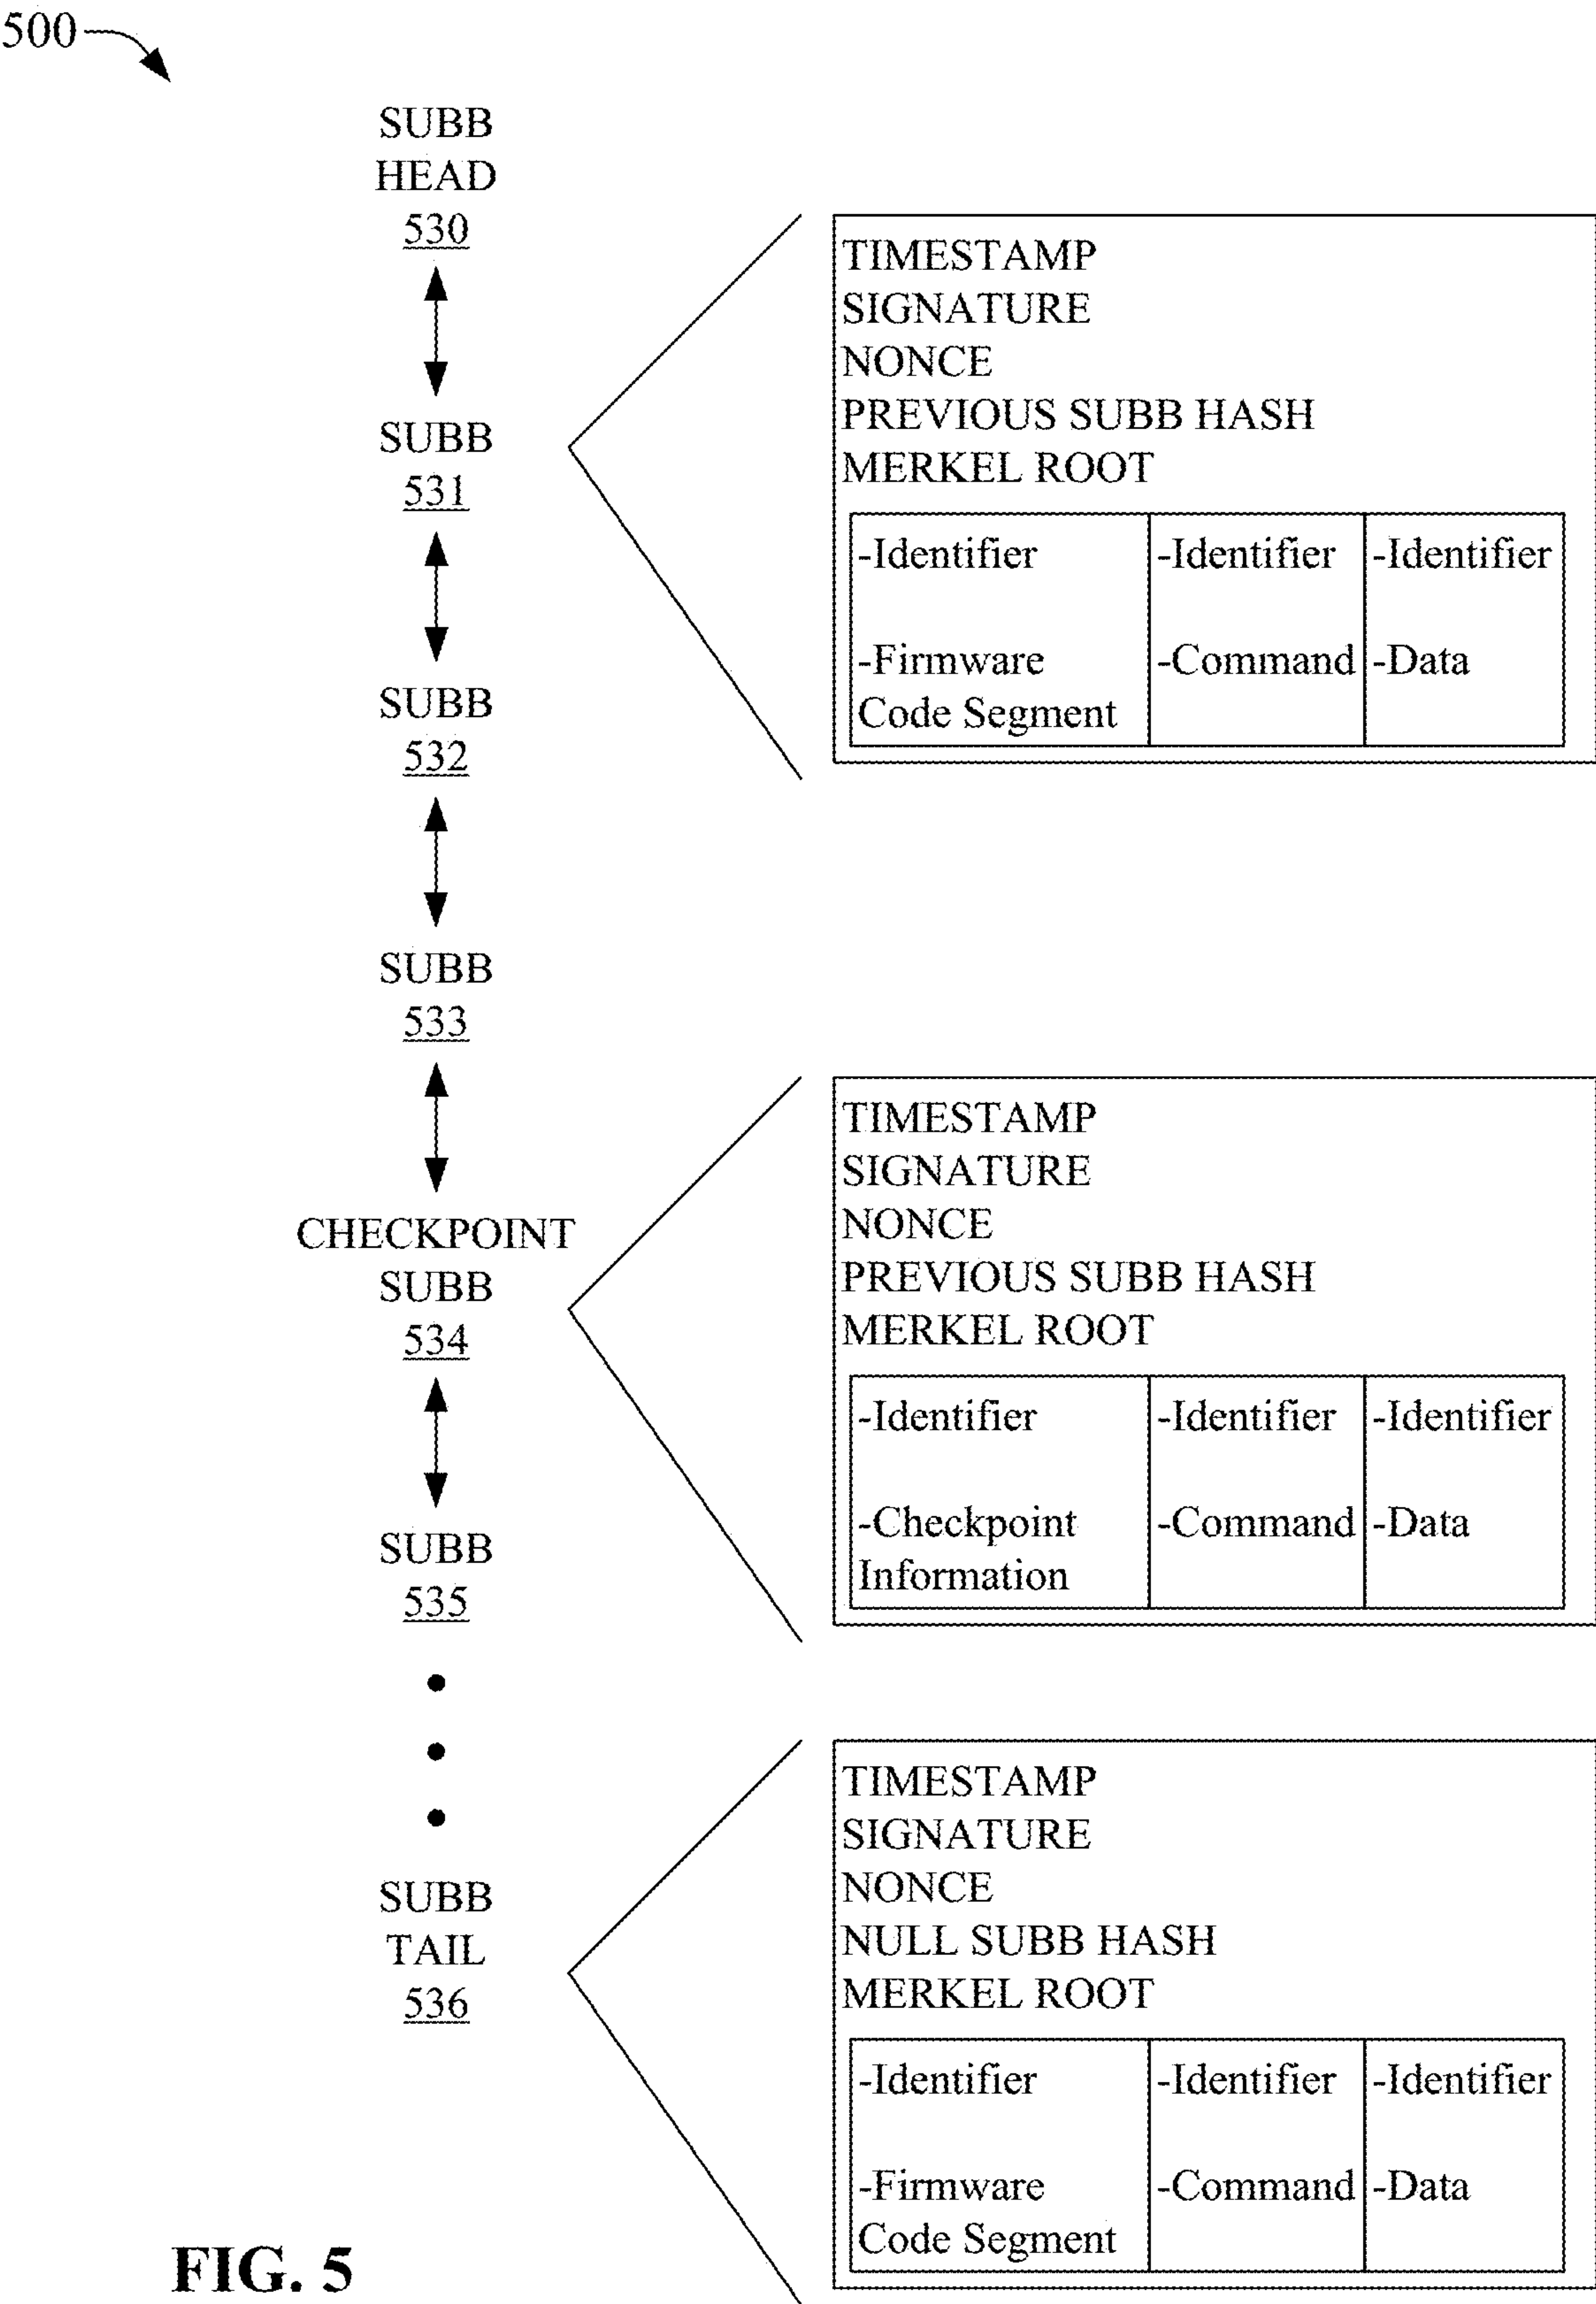 500
SUBB
HEAD
530
SUBB
531
SUBB
532
SUBB
533
CHECKPOINT
SUBB
534
SUBB
535
SUBB
TAIL
536
TIMESTAMP
SIGNATURE
NONCE
PREVIOUS SUBB HASH
MERKEL ROOT
-Identifier -Identifier -Identifier
-Firmware -Command -Data
Code Segment
TIMESTAMP
SIGNATURE
NONCE
PREVIOUS SUBB HASH
MERKEL ROOT
-Identifier -Identifier -Identifier
-Checkpoint -Command -Data
Information
TIMESTAMP
SIGNATURE
NONCE
NULL SUBB HASH
MERKEL ROOT
-Identifier -Identifier -Identifier
-Firmware -Command -Data
Code Segment
FIG. 5